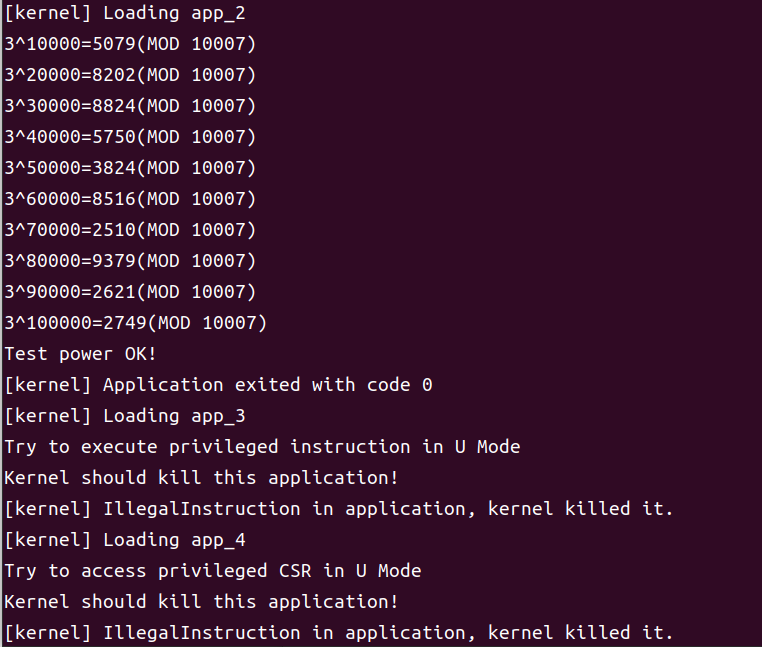 [kernel] Loading app_2
3^10000=5079(MOD 10007)
3^20000=8202(MOD 10007)
3^30000=8824(MOD 10007)
3^40000=5750(MOD 10007)
3^50000=3824(MOD 10007)
3^60000=8516(MOD 10007)
3^70000=2510(MOD 10007)
3^80000=9379(MOD 10007)
3^90000=2621(MOD 10007)
3^100000=2749(MOD 10007)
Test power OK!
[kernel] Application exited with code 0
[kernel] Loading app_3
Try to execute privileged instruction in U Mode
Kernel should kill this application!
[kernel] IllegalInstruction in application, kernel killed it.
[kernel] Loading app_4
Try to access privileged CSR in U Mode
Kernel should kill this application!
[kernel] IllegalInstruction in application, kernel killed it.